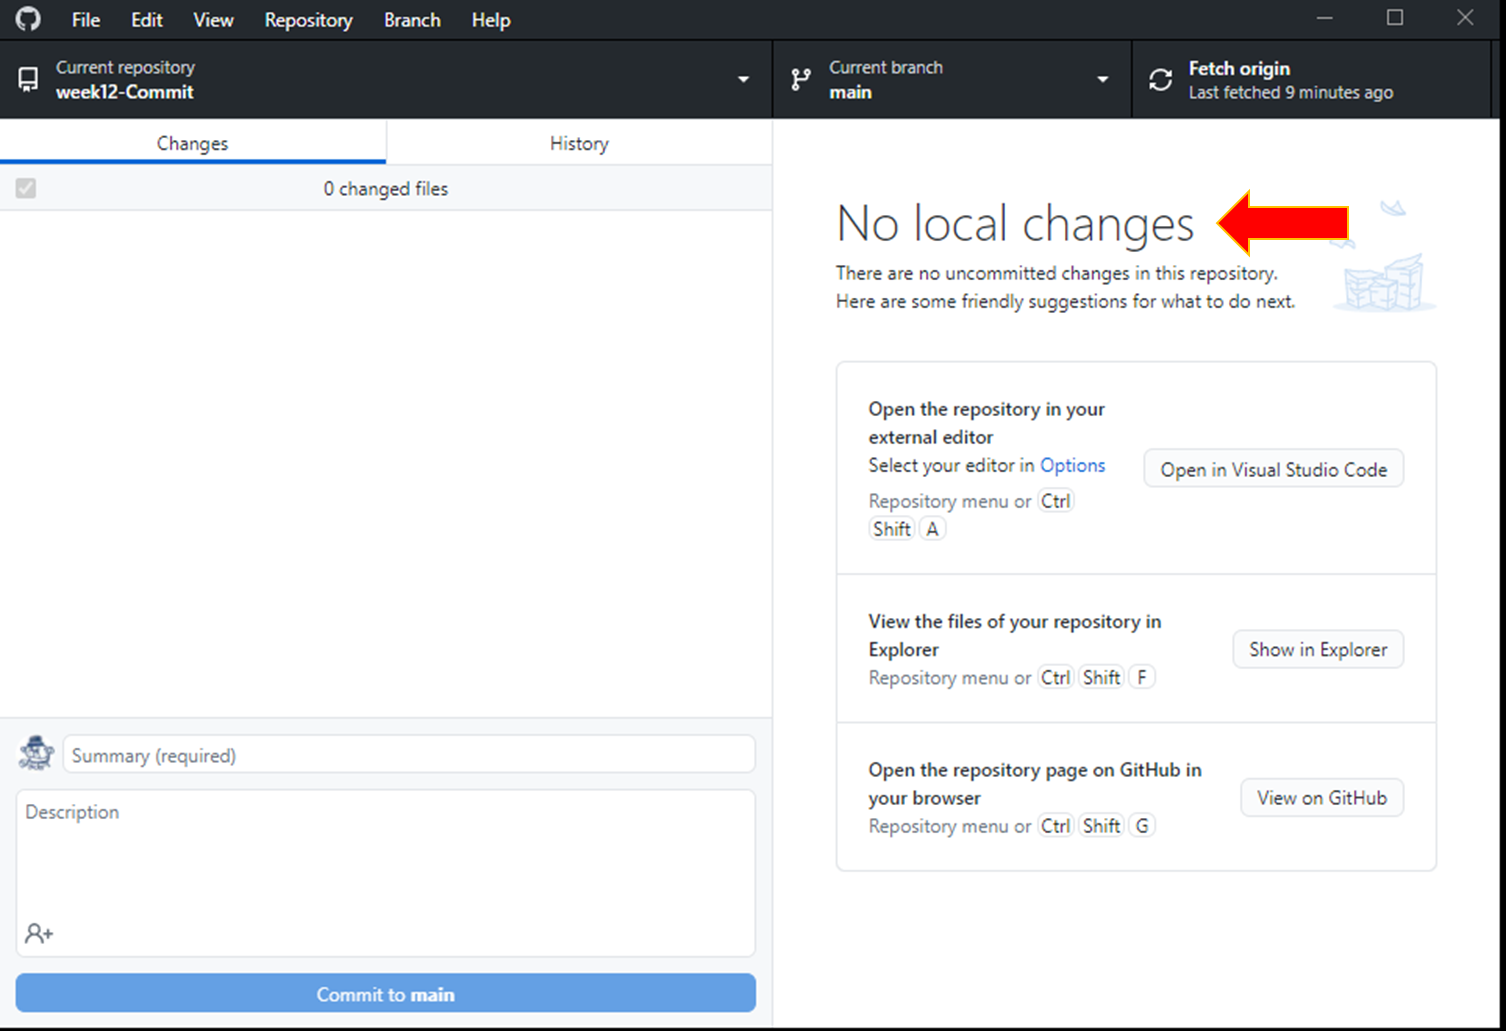 File Edit View Repository Branch Help
Current repository
week12-Commit
Current branch
main
Fetch origin
Last fetched 9 minutes ago
Changes
History
0 changed files
No local changes
There are no uncommitted changes in this repository.
Here are some friendly suggestions for what to do next.
Open the repository in your
external editor
Select your editor in Options
Repository menu or Ctrl
Shift A
Open in Visual Studio Code
View the files of your repository in
Explorer
Repository menu or Ctrl Shift F
Show in Explorer
Open the repository page on GitHub in
your browser
Repository menu or Ctrl Shift G
View on GitHub
Summary (required)
Description
Commit to main